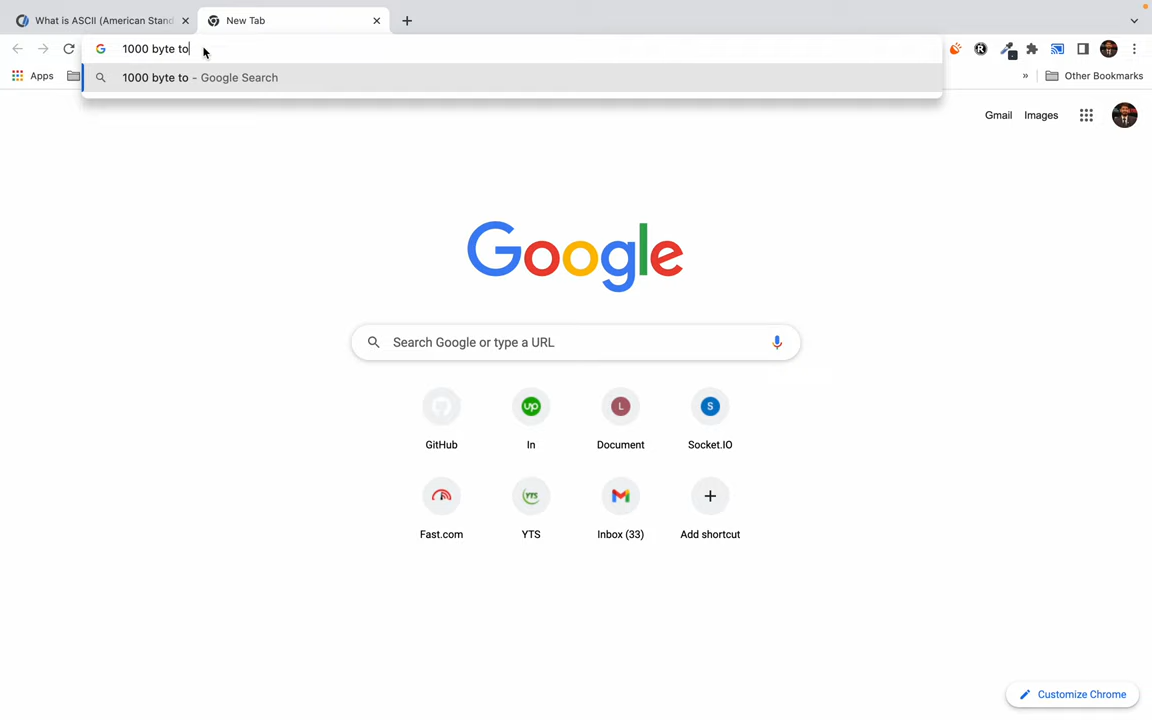 What is ASCII (American Stand
New Tab
1000 byte to
1000 byte to - Google Search
Apps
Other Bookmarks
Gmail
Images
Google
Search Google or type a URL
GitHub
In
Document
Socket.IO
Fast.com
YTS
Inbox (33)
Add shortcut
Customize Chrome